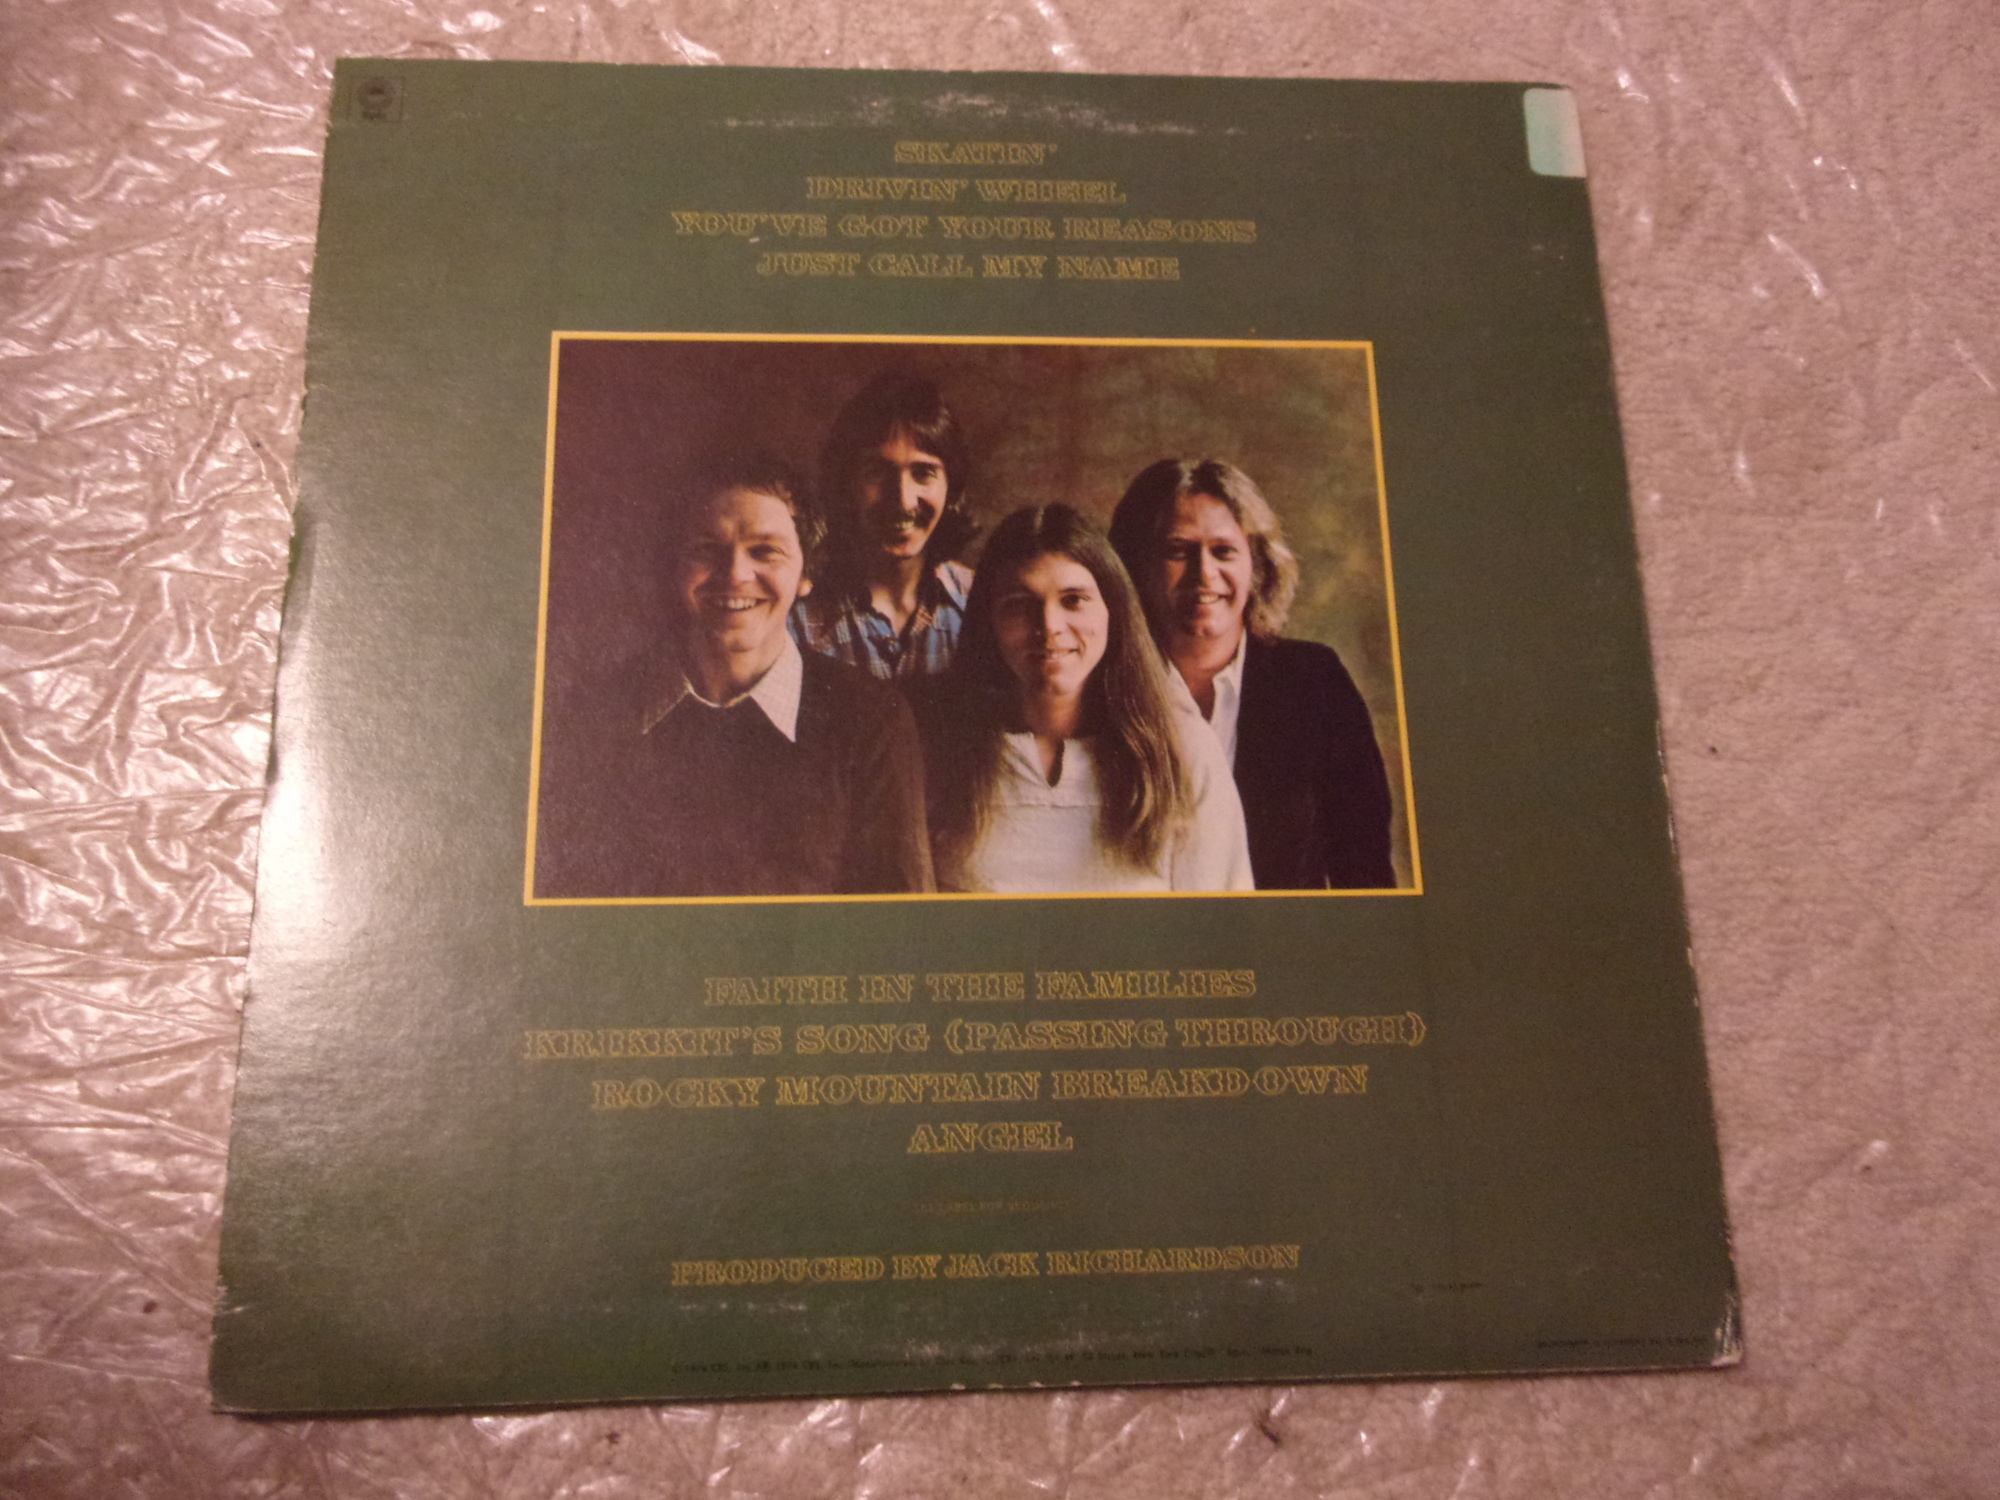 SKATIN'
DRIVIN' WHEEL
YOU'VE GOT YOUR REASONS
JUST CALL MY NAME
FAITH IN THE FAMILIES
KRIKKIT'S SONG (PASSING THROUGH)
ROCKY MOUNTAIN BREAKDOWN
ANGEL
PRODUCED BY JACK RICHARDSON